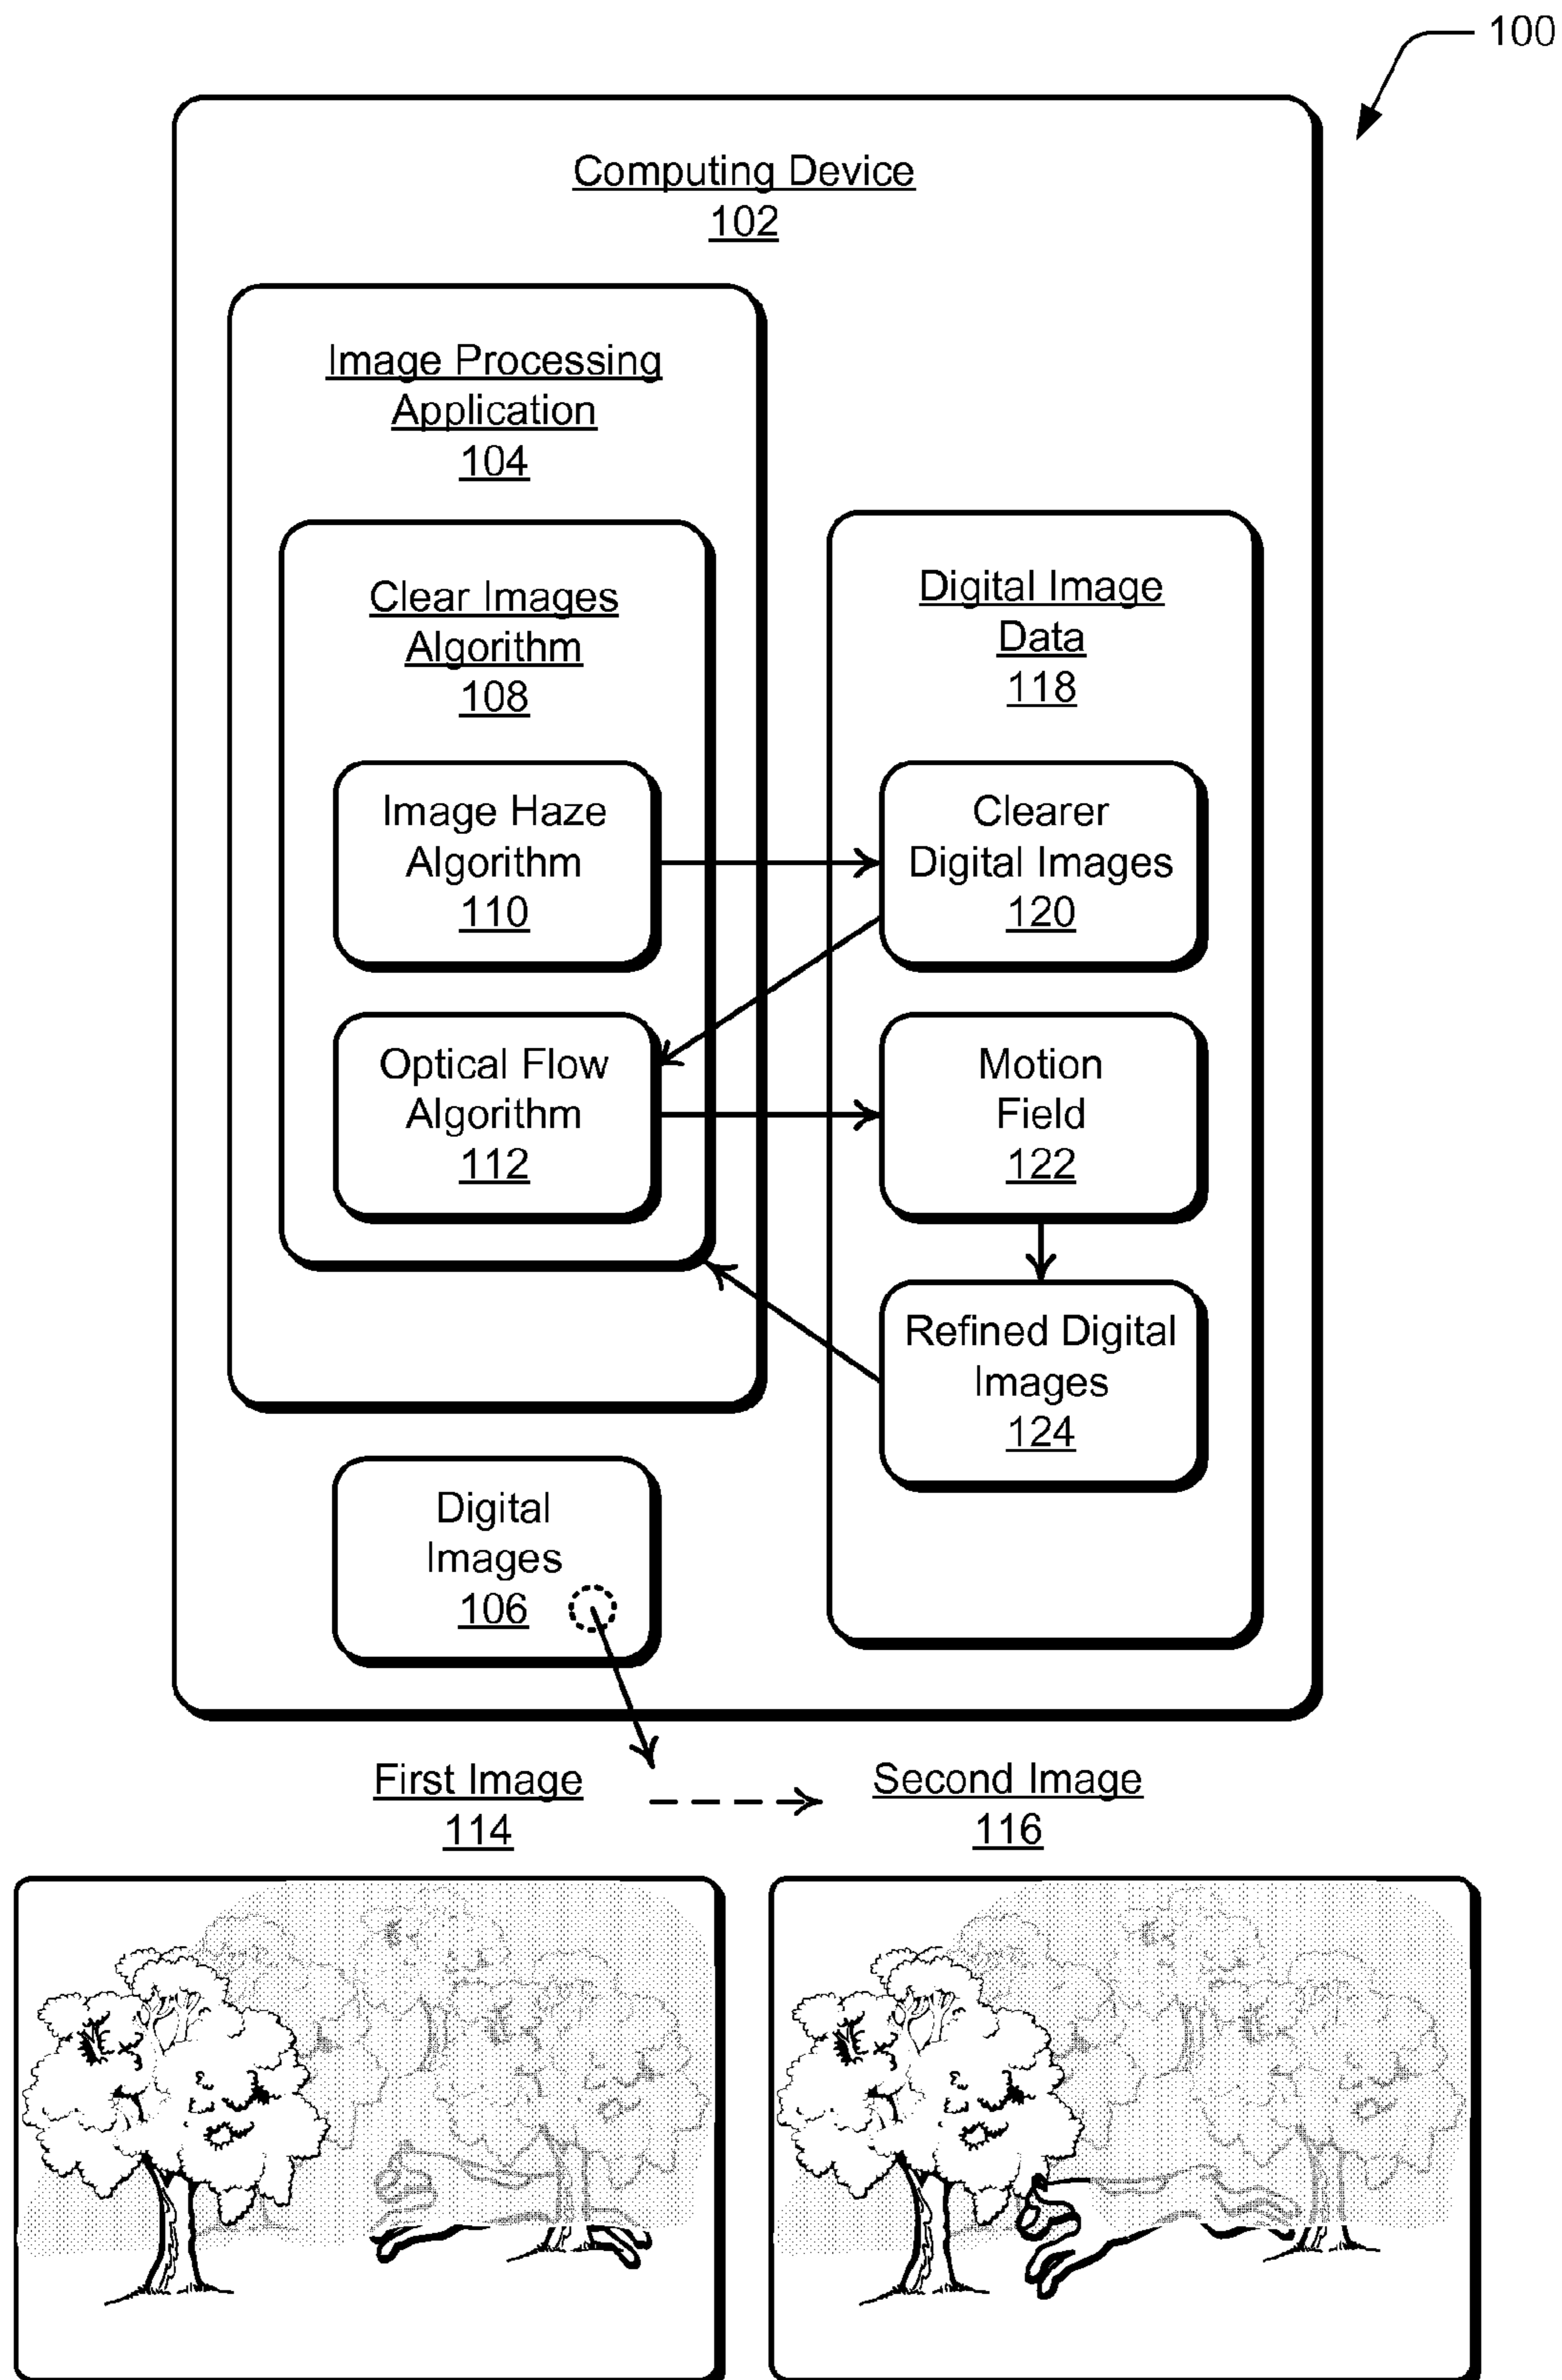 100
Computing Device
102
Image Processing
Application
104
Clear Images
Algorithm
108
Image Haze
Algorithm
110
Optical Flow
Algorithm
112
Digital Image
Data
118
Clearer
Digital Images
120
Motion
Field
122
Refined Digital
Images
124
Digital
Images
106
First Image
114
Second Image
116